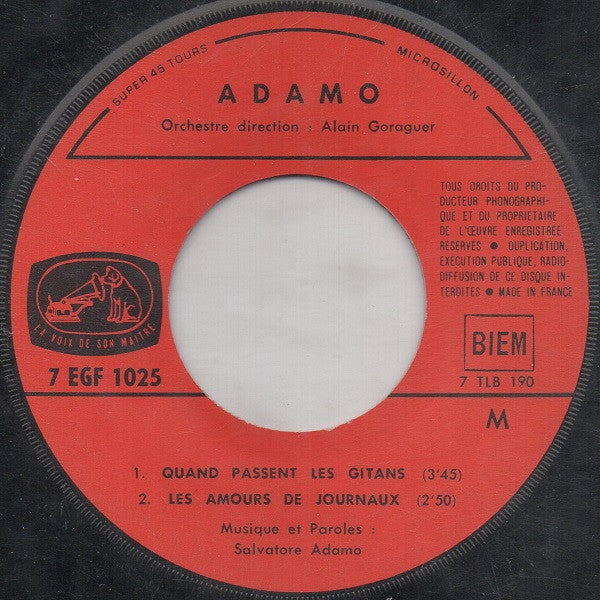 SUPER 45 TOURS
MICROSILLON
ADAMO
Orchestre direction : Alain Goraguer
TOUS DROITS DU PRO-
DUCTEUR PHONOGRAPHI-
QUE ET DU PROPRIETAIRE
DE L'ŒUVRE ENREGISTREE
RESERVES ● DUPLICATION,
EXECUTION PUBLIQUE, RADIO-
DIFFUSION DE CE DISQUE IN-
TERDITES ● MADE IN FRANCE
LA VOIX DE SON MAITRE
7 EGF 1025
BIEM
7 TLB 190
M
1. QUAND PASSENT LES GITANS (3'45)
2. LES AMOURS DE JOURNAUX (2'50)
Musique et Paroles :
Salvatore Adamo